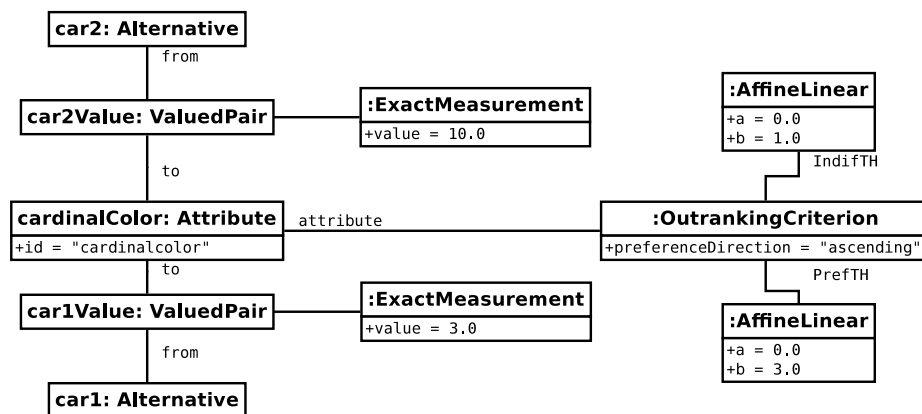 car2: Alternative
from
car2Value: ValuedPair
:ExactMeasurement
+value = 10.0
:AffineLinear
+a = 0.0
+b = 1.0
to
IndifTH
cardinalColor: Attribute
+id = "cardinalcolor"
attribute
:OutrankingCriterion
+preferenceDirection = "ascending"
to
PrefTH
car1Value: ValuedPair
:ExactMeasurement
+value = 3.0
:AffineLinear
+a = 0.0
+b = 3.0
from
car1: Alternative